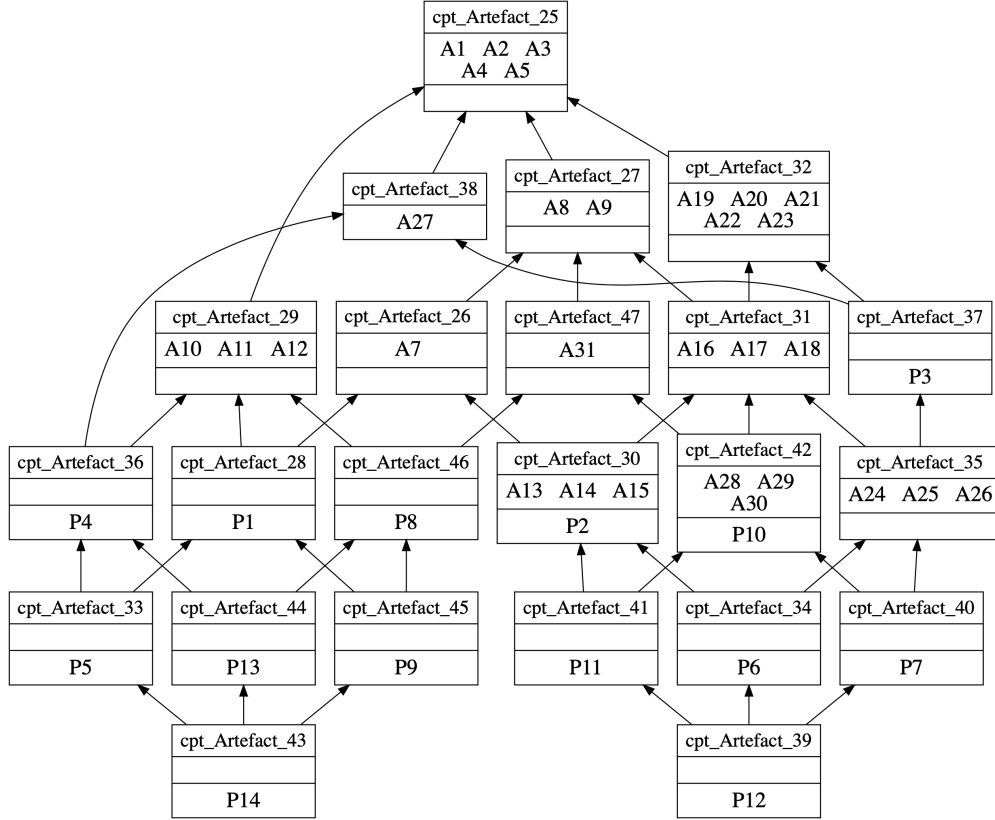 cpt_Artefact_25
A1 A2 A3
A4 A5
cpt_Artefact_38
A27
cpt_Artefact_27
A8 A9
cpt_Artefact_32
A19 A20 A21
A22 A23
cpt_Artefact_29
A10 A11 A12
cpt_Artefact_26
A7
cpt_Artefact_47
A31
cpt_Artefact_31
A16 A17 A18
cpt_Artefact_37
P3
cpt_Artefact_36
P4
cpt_Artefact_28
P1
cpt_Artefact_46
P8
cpt_Artefact_30
A13 A14 A15
P2
cpt_Artefact_42
A28 A29
A30
P10
cpt_Artefact_35
A24 A25 A26
cpt_Artefact_33
P5
cpt_Artefact_44
P13
cpt_Artefact_45
P9
cpt_Artefact_41
P11
cpt_Artefact_34
P6
cpt_Artefact_40
P7
cpt_Artefact_43
P14
cpt_Artefact_39
P12